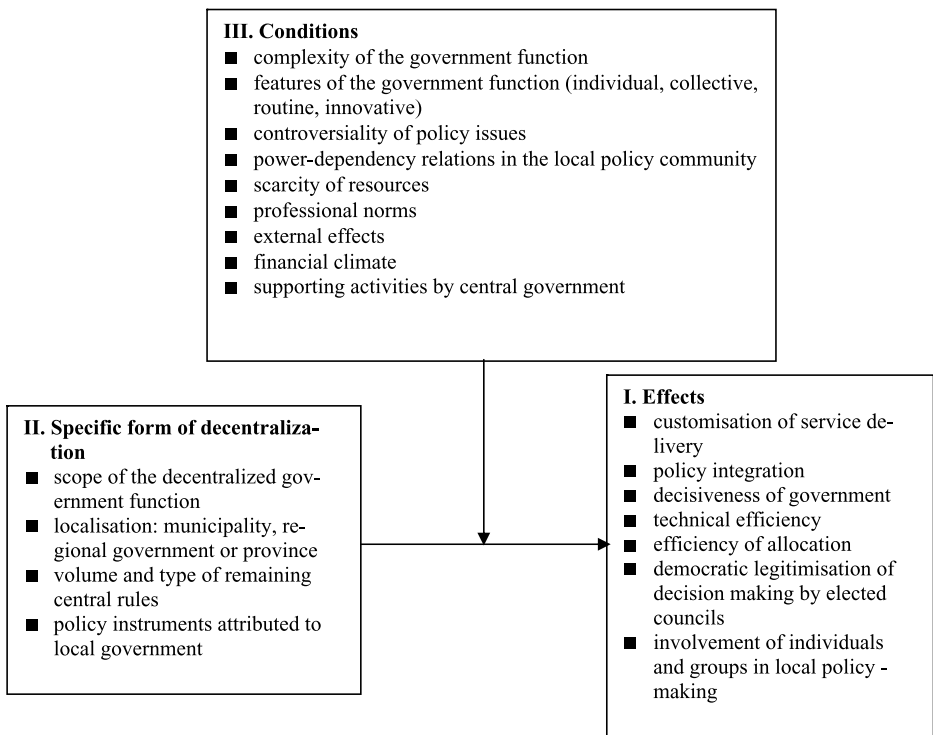 III. Conditions
■ complexity of the government function
■ features of the government function (individual, collective,
routine, innovative)
■ controversiality of policy issues
■ power-dependency relations in the local policy community
■ scarcity of resources
■ professional norms
■ external effects
■ financial climate
■ supporting activities by central government
II. Specific form of decentraliza-
tion
■ scope of the decentralized gov-
ernment function
■ localisation: municipality, re-
gional government or province
■ volume and type of remaining
central rules
■ policy instruments attributed to
local government
I. Effects
■ customisation of service de-
livery
■ policy integration
■ decisiveness of government
■ technical efficiency
■ efficiency of allocation
■ democratic legitimisation of
decision making by elected
councils
■ involvement of individuals
and groups in local policy -
making